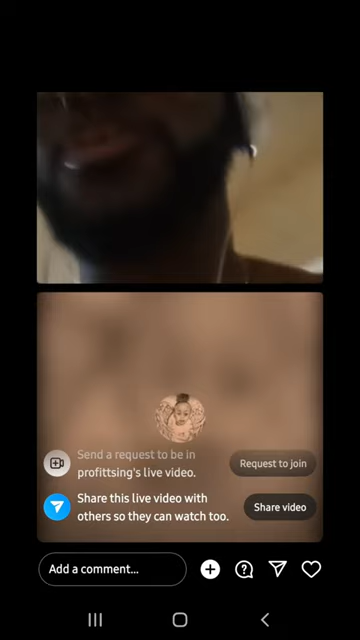 Send a request to be in
profittsing's live video.
Request to join
Share this live video with
others so they can watch too.
Share video
Add a comment...